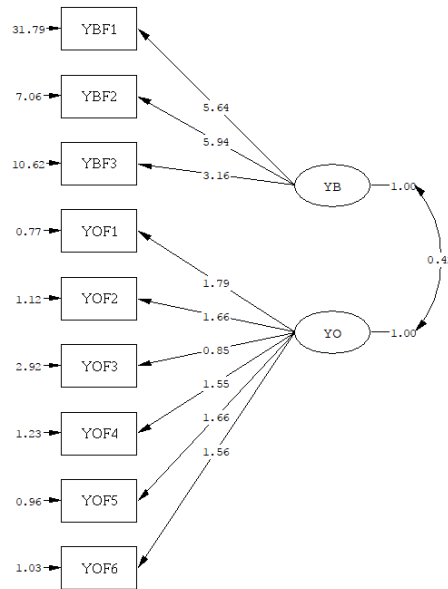 31.79 YBF1
5.64
7.06 YBF2
5.94
10.62 YBF3
3.16
YB 1.00
0.77 YOF1
1.79
0.4
1.12 YOF2
1.66
YO 1.00
2.92 YOF3
0.85
1.55
1.23 YOF4
1.66
1.56
0.96 YOF5
1.03 YOF6